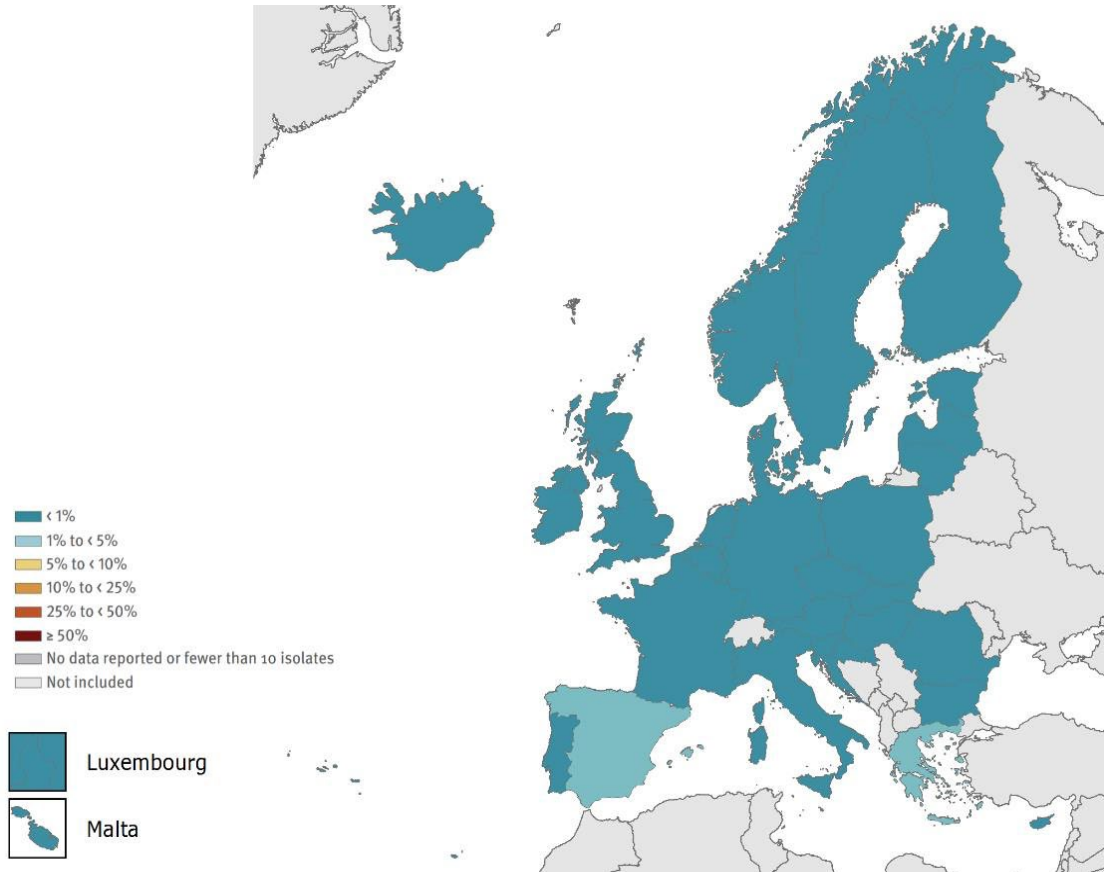 < 1%
1% to < 5%
5% to < 10%
10% to < 25%
25% to < 50%
≥ 50%
No data reported or fewer than 10 isolates
Not included
Luxembourg
Malta